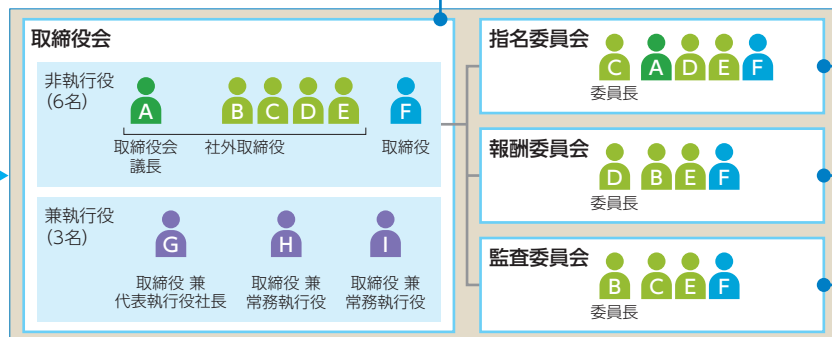 取締役会
非執行役
(6名)
A B C D E F
取締役会
議長
社外取締役
取締役
兼執行役
(3名)
G H I
取締役 兼
代表執行役社長
取締役 兼
常務執行役
取締役 兼
常務執行役
指名委員会
C A D E F
委員長
報酬委員会
D B E F
委員長
監査委員会
B C E F
委員長